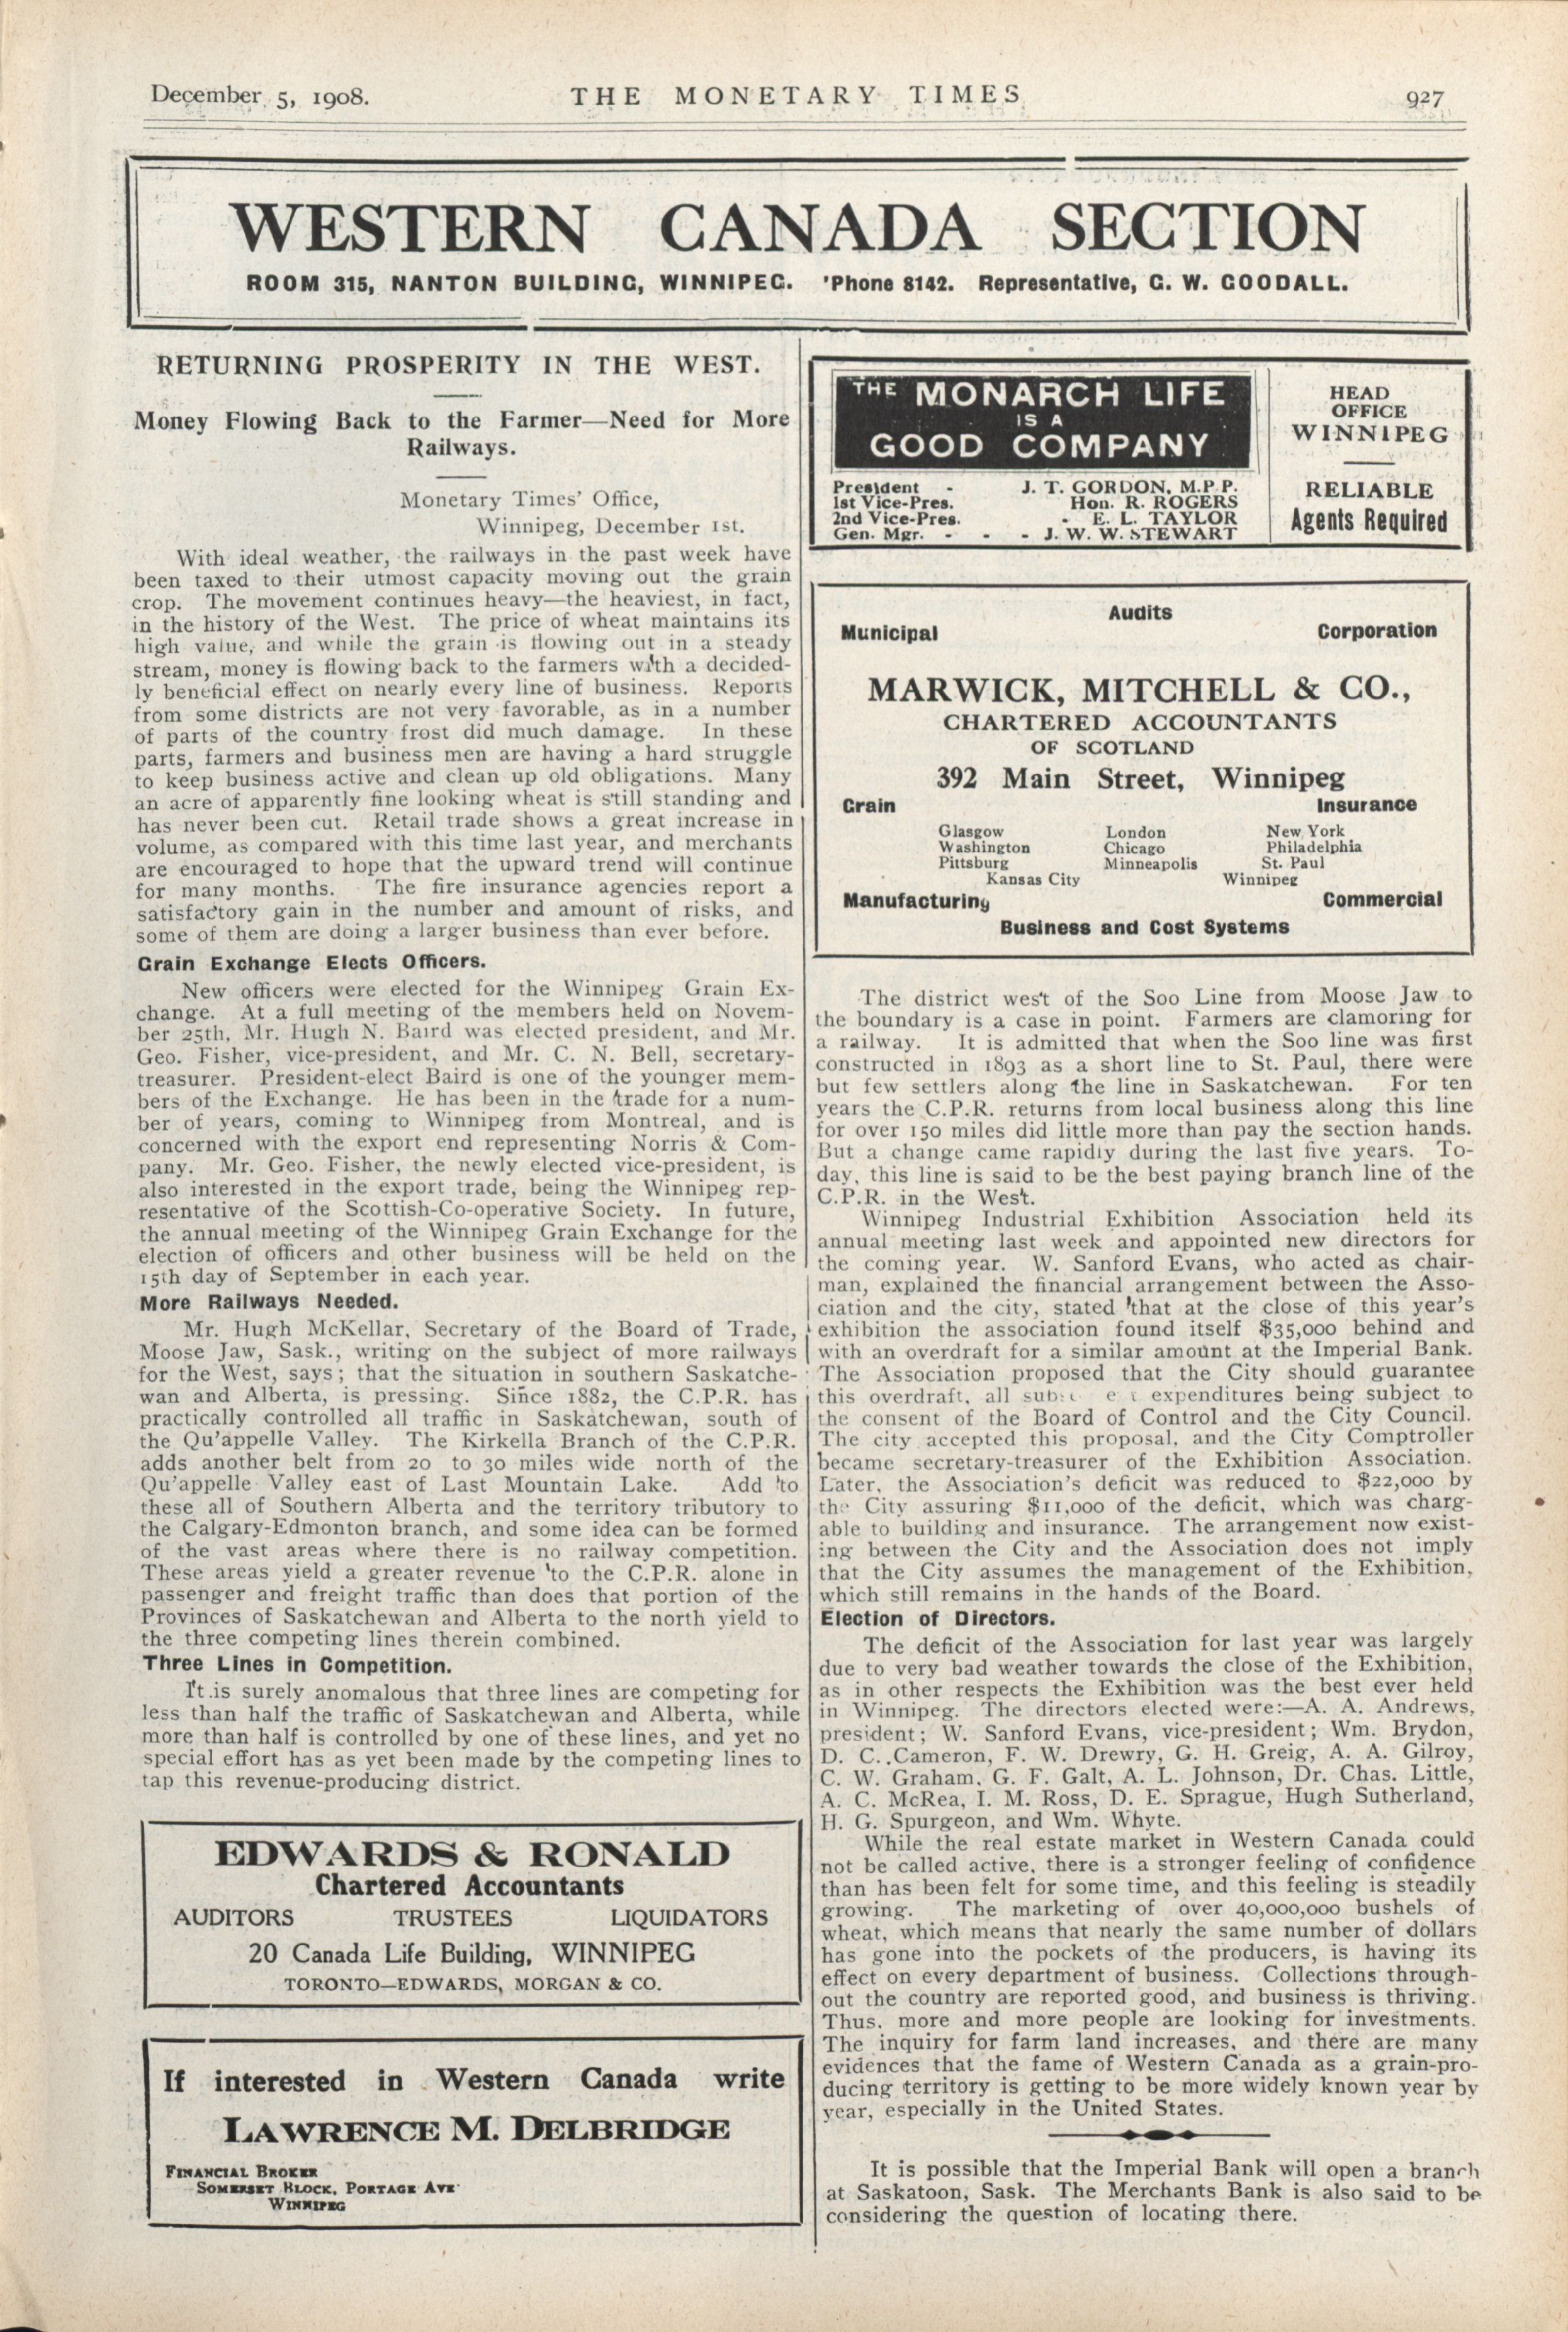 December 5, 1908.
THE MONETARY TIMES
927
WESTERN CANADA SECTION
ROOM 315, NANTON BUILDING, WINNIPEG. 'Phone 8142. Representative, G. W. GOODALL.
RETURNING PROSPERITY IN THE WEST.
Money Flowing Back to the Farmer—Need for More
Railways.
Monetary Times' Office,
Winnipeg, December 1st.
With ideal weather, the railways in the past week have
been taxed to their utmost capacity moving out the grain
crop. The movement continues heavy—the heaviest, in fact,
in the history of the West. The price of wheat maintains its
high value, and while the grain is flowing out in a steady
stream, money is flowing back to the farmers with a decided-
ly beneficial effect on nearly every line of business. Reports
from some districts are not very favorable, as in a number
of parts of the country frost did much damage. In these
parts, farmers and business men are having a hard struggle
to keep business active and clean up old obligations. Many
an acre of apparently fine looking wheat is still standing and
has never been cut. Retail trade shows a great increase in
volume, as compared with this time last year, and merchants
are encouraged to hope that the upward trend will continue
for many months. The fire insurance agencies report a
satisfactory gain in the number and amount of risks, and
some of them are doing a larger business than ever before.
Grain Exchange Elects Officers.
New officers were elected for the Winnipeg Grain Ex-
change. At a full meeting of the members held on Novem-
ber 25th, Mr. Hugh N. Baird was elected president, and Mr.
Geo. Fisher, vice-president, and Mr. C. N. Bell, secretary-
treasurer. President-elect Baird is one of the younger mem-
bers of the Exchange. He has been in the trade for a num-
ber of years, coming to Winnipeg from Montreal, and is
concerned with the export end representing Norris & Com-
pany. Mr. Geo. Fisher, the newly elected vice-president, is
also interested in the export trade, being the Winnipeg rep-
resentative of the Scottish-Co-operative Society. In future,
the annual meeting of the Winnipeg Grain Exchange for the
election of officers and other business will be held on the
15th day of September in each year.
More Railways Needed.
Mr. Hugh McKellar, Secretary of the Board of Trade,
Moose Jaw, Sask., writing on the subject of more railways
for the West, says; that the situation in southern Saskatche-
wan and Alberta, is pressing. Since 1882, the C.P.R. has
practically controlled all traffic in Saskatchewan, south of
the Qu'appelle Valley. The Kirkella Branch of the C.P.R.
adds another belt from 20 to 30 miles wide north of the
Qu'appelle Valley east of Last Mountain Lake. Add to
these all of Southern Alberta and the territory tributory to
the Calgary-Edmonton branch, and some idea can be formed
of the vast areas where there is no railway competition.
These areas yield a greater revenue to the C.P.R. alone in
passenger and freight traffic than does that portion of the
Provinces of Saskatchewan and Alberta to the north yield to
the three competing lines therein combined.
Three Lines in Competition.
It is surely anomalous that three lines are competing for
less than half the traffic of Saskatchewan and Alberta, while
more than half is controlled by one of these lines, and yet no
special effort has as yet been made by the competing lines to
tap this revenue-producing district.
EDWARDS & RONALD
Chartered Accountants
AUDITORS TRUSTEES LIQUIDATORS
20 Canada Life Building, WINNIPEG
TORONTO—EDWARDS, MORGAN & CO.
If interested in Western Canada write
LAWRENCE M. DELBRIDGE
FINANCIAL BROKER
SOMERSET BLOCK, PORTAGE AVE
WINNIPEG
THE MONARCH LIFE
IS A
GOOD COMPANY
President - J. T. GORDON, M.P.P.
1st Vice-Pres. Hon. R. ROGERS
2nd Vice-Pres. - E. L. TAYLOR
Gen. Mgr. - - - J. W. W. STEWART
HEAD
OFFICE
WINNIPEG
RELIABLE
Agents Required
Audits
Municipal Corporation
MARWICK, MITCHELL & CO.,
CHARTERED ACCOUNTANTS
OF SCOTLAND
392 Main Street, Winnipeg
Grain Insurance
Glasgow London New York
Washington Chicago Philadelphia
Pittsburg Minneapolis St. Paul
Kansas City Winnipeg
Manufacturing Commercial
Business and Cost Systems
The district west of the Soo Line from Moose Jaw to
the boundary is a case in point. Farmers are clamoring for
a railway. It is admitted that when the Soo line was first
constructed in 1893 as a short line to St. Paul, there were
but few settlers along the line in Saskatchewan. For ten
years the C.P.R. returns from local business along this line
for over 150 miles did little more than pay the section hands.
But a change came rapidly during the last five years. To-
day, this line is said to be the best paying branch line of the
C.P.R. in the West.
Winnipeg Industrial Exhibition Association held its
annual meeting last week and appointed new directors for
the coming year. W. Sanford Evans, who acted as chair-
man, explained the financial arrangement between the Asso-
ciation and the city, stated that at the close of this year's
exhibition the association found itself $35,000 behind and
with an overdraft for a similar amount at the Imperial Bank.
The Association proposed that the City should guarantee
this overdraft, all expenditures being subject to
the consent of the Board of Control and the City Council.
The city accepted this proposal, and the City Comptroller
became secretary-treasurer of the Exhibition Association.
Later, the Association's deficit was reduced to $22,000 by
the City assuring $11,000 of the deficit, which was charg-
able to building and insurance. The arrangement now exist-
ing between the City and the Association does not imply
that the City assumes the management of the Exhibition,
which still remains in the hands of the Board.
Election of Directors.
The deficit of the Association for last year was largely
due to very bad weather towards the close of the Exhibition,
as in other respects the Exhibition was the best ever held
in Winnipeg. The directors elected were:—A. A. Andrews,
president; W. Sanford Evans, vice-president; Wm. Brydon,
D. C. Cameron, F. W. Drewry, G. H. Greig, A. A. Gilroy,
C. W. Graham, G. F. Galt, A. L. Johnson, Dr. Chas. Little,
A. C. McRea, I. M. Ross, D. E. Sprague, Hugh Sutherland,
H. G. Spurgeon, and Wm. Whyte.
While the real estate market in Western Canada could
not be called active, there is a stronger feeling of confidence
than has been felt for some time, and this feeling is steadily
growing. The marketing of over 40,000,000 bushels of
wheat, which means that nearly the same number of dollars
has gone into the pockets of the producers, is having its
effect on every department of business. Collections through-
out the country are reported good, and business is thriving.
Thus, more and more people are looking for investments.
The inquiry for farm land increases, and there are many
evidences that the fame of Western Canada as a grain-pro-
ducing territory is getting to be more widely known year by
year, especially in the United States.
It is possible that the Imperial Bank will open a branch
at Saskatoon, Sask. The Merchants Bank is also said to be
considering the question of locating there.